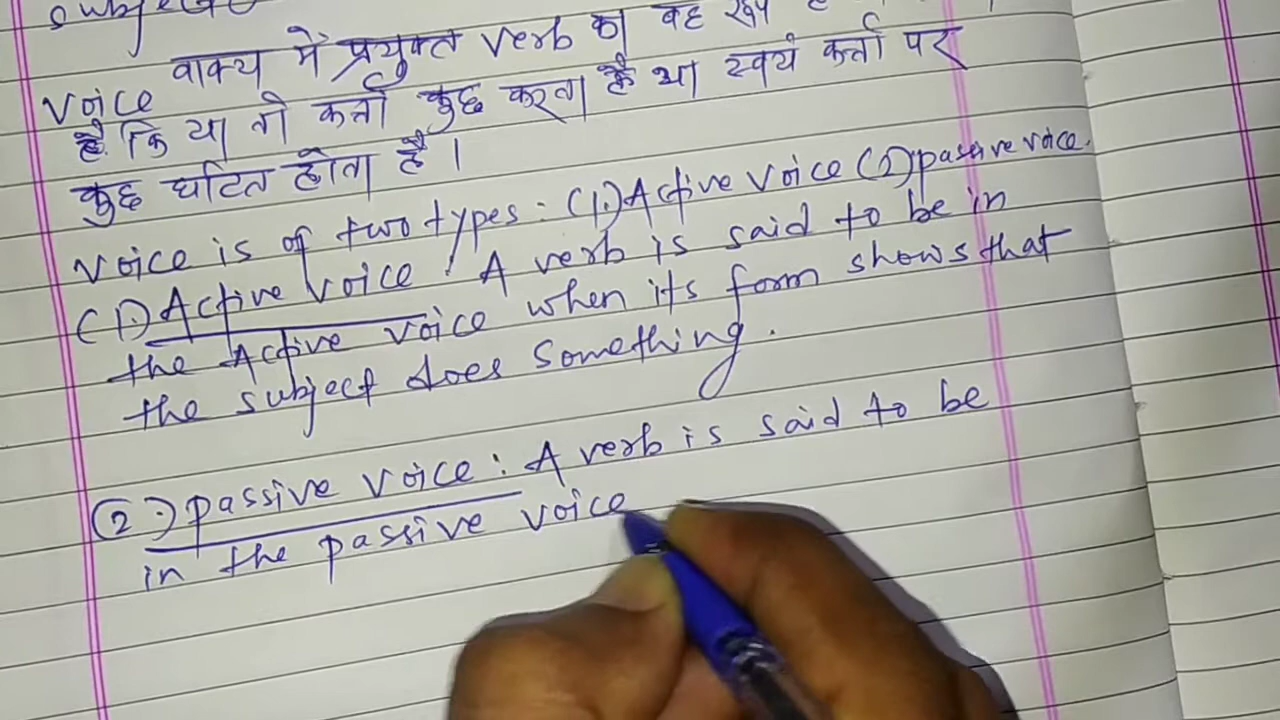 subject
voice वाक्य में प्रयुक्त verb का वह रूप
है कि या तो कर्ता कुछ करता है या स्वयं कर्ता पर
कुछ घटित होता है।
voice is of two types: (1.) Active voice (2) passive voice.
(1.) Active voice: A verb is said to be in
the Active voice when its form shows that
the subject does something.
(2.) passive voice: A verb is said to be
in the passive voice